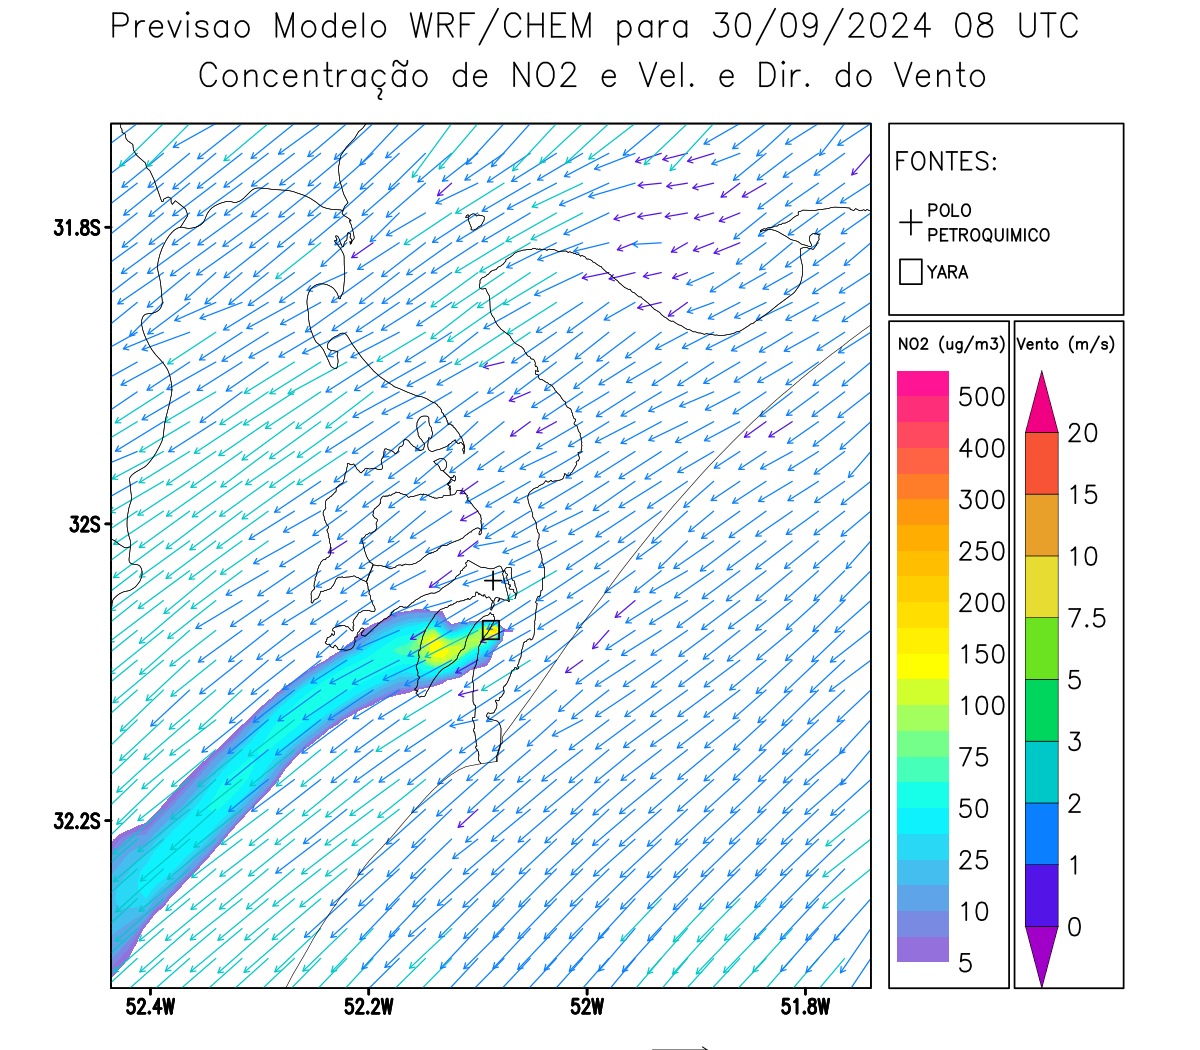 Previsao Modelo WRF/CHEM para 30/09/2024 08 UTC
Concentração de NO2 e Vel. e Dir. do Vento
FONTES:
POLO
PETROQUIMICO
YARA
31.8S
32S
32.2S
52.4W
52.2W
52W
51.8W
NO2 (ug/m3)
500
400
300
250
200
150
100
75
50
25
10
5
Vento (m/s)
20
15
10
7.5
5
3
2
1
0